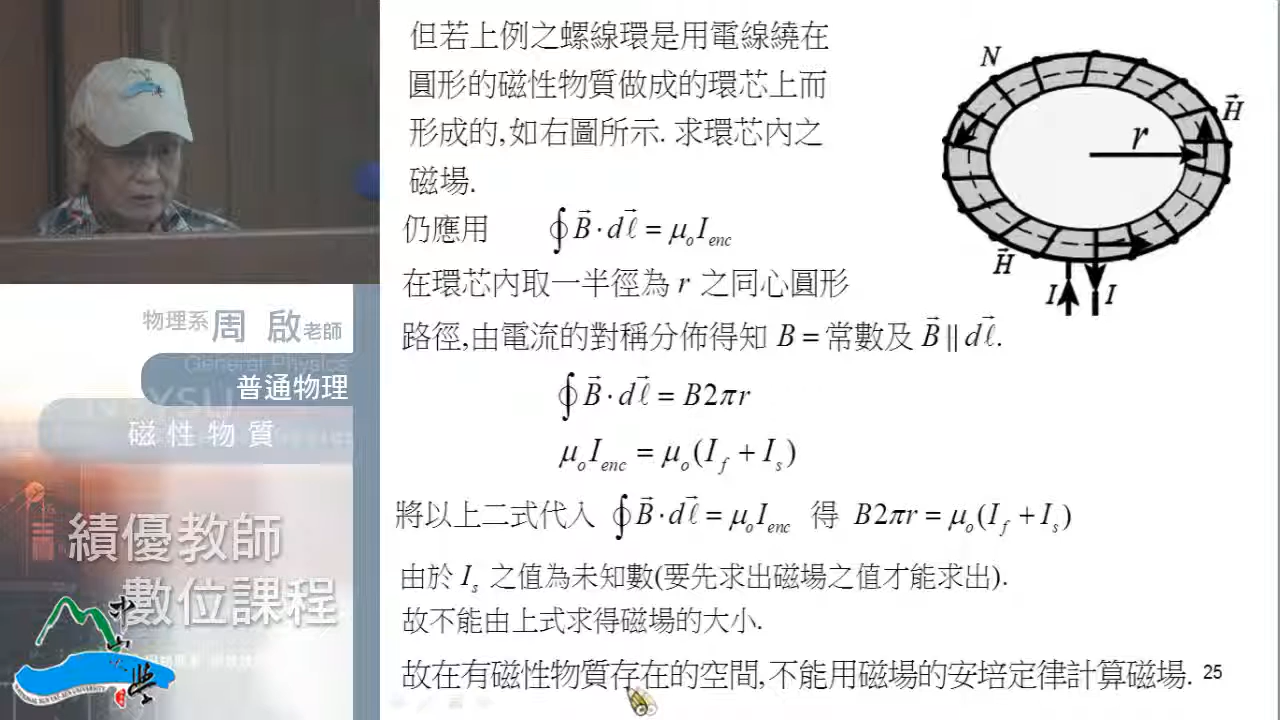 但若上例之螺線環是用電線繞在
圓形的磁性物質做成的環芯上而
形成的,如右圖所示. 求環芯內之
磁場.
仍應用 ∮B⃗·dℓ⃗ = μₒI_enc
在環芯內取一半徑為 r 之同心圓形
路徑,由電流的對稱分佈得知 B = 常數及 B⃗ ∥ dℓ⃗.
∮B⃗·dℓ⃗ = B2πr
μₒI_enc = μₒ(I_f + I_s)
將以上二式代入 ∮B⃗·dℓ⃗ = μₒI_enc 得 B2πr = μₒ(I_f + I_s)
由於 I_s 之值為未知數(要先求出磁場之值才能求出).
故不能由上式求得磁場的大小.
故在有磁性物質存在的空間,不能用磁場的安培定律計算磁場. 25
N
H⃗
r
H⃗
I I
物理系 周 啟 老師
General Physics
普通物理
磁性物質
績優教師
數位課程
中山大學